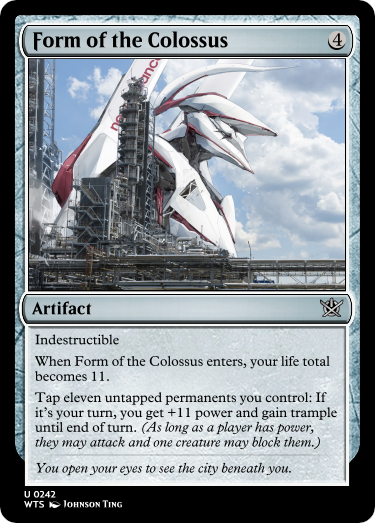 Form of the Colossus 4
Artifact
Indestructible
When Form of the Colossus enters, your life total
becomes 11.
Tap eleven untapped permanents you control: If
it's your turn, you get +11 power and gain trample
until end of turn. (As long as a player has power,
they may attack and one creature may block them.)
You open your eyes to see the city beneath you.
U 0242
WTS Johnson Ting